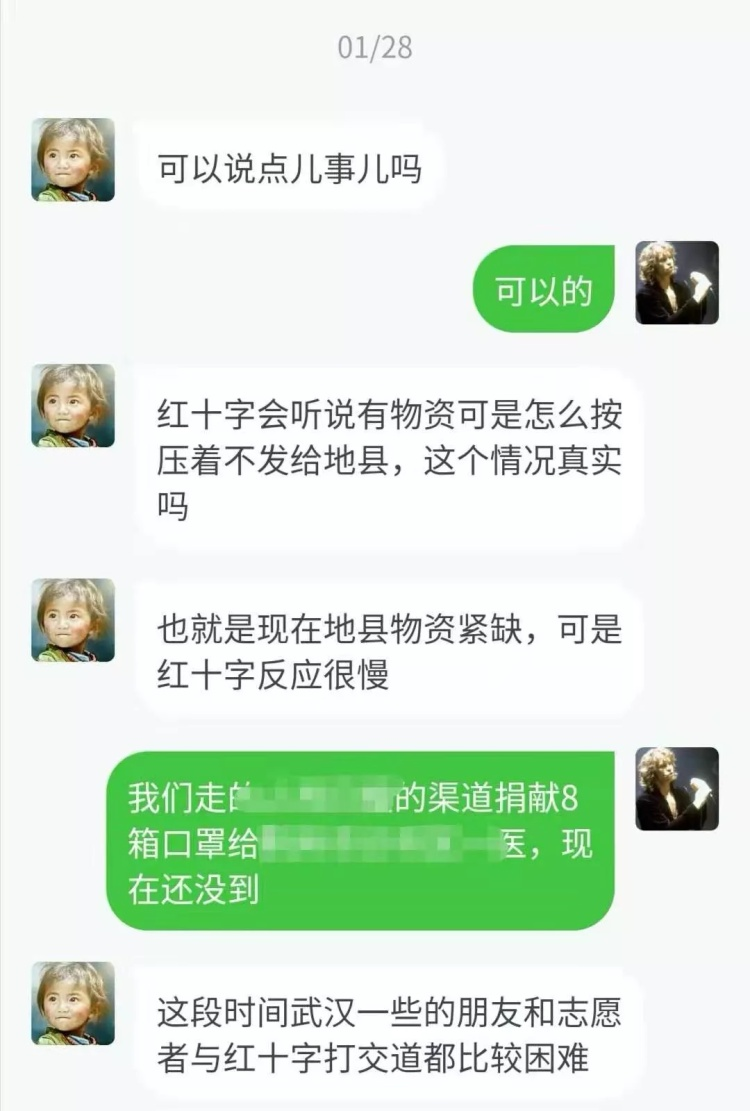 01/28
可以说点儿事儿吗
可以的
红十字会听说有物资可是怎么按
压着不发给地县，这个情况真实
吗
也就是现在地县物资紧缺，可是
红十字反应很慢
我们走的的渠道捐献8
箱口罩给医，现
在还没到
这段时间武汉一些的朋友和志愿
者与红十字打交道都比较困难